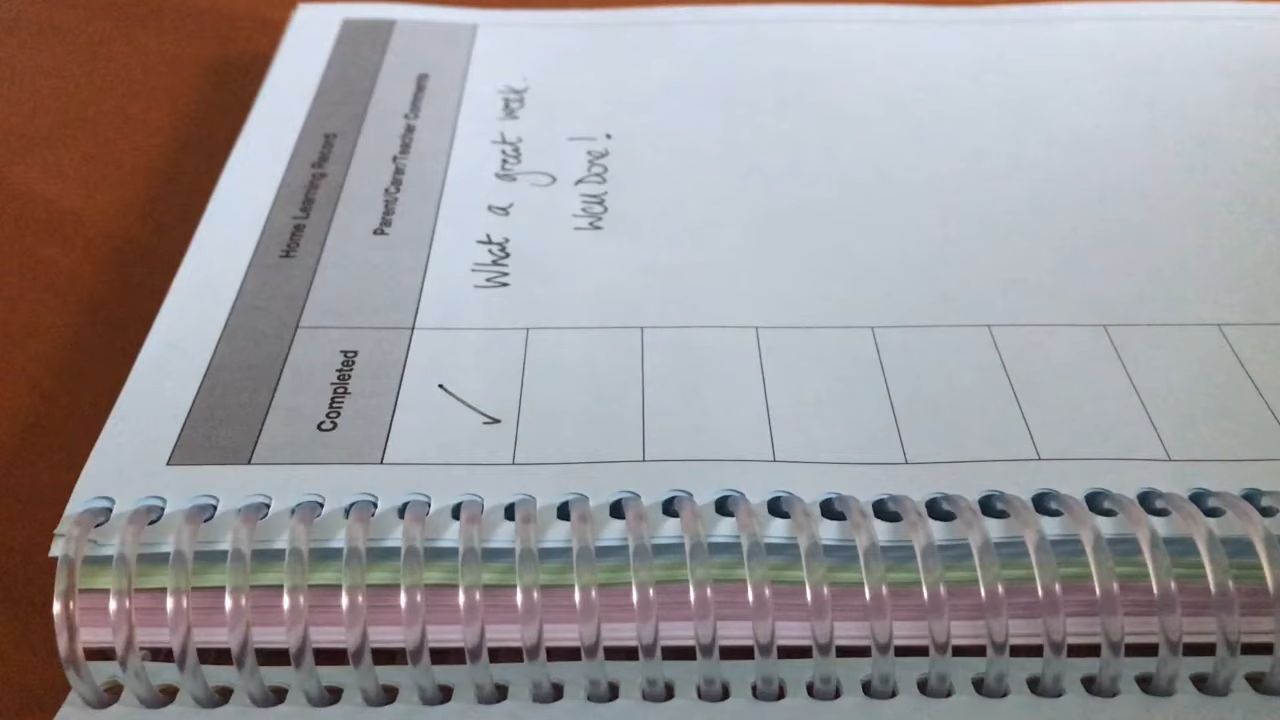 Home Learning Record
Completed
Parent/Carer/Teacher Comments
What a great week.
Well Done!